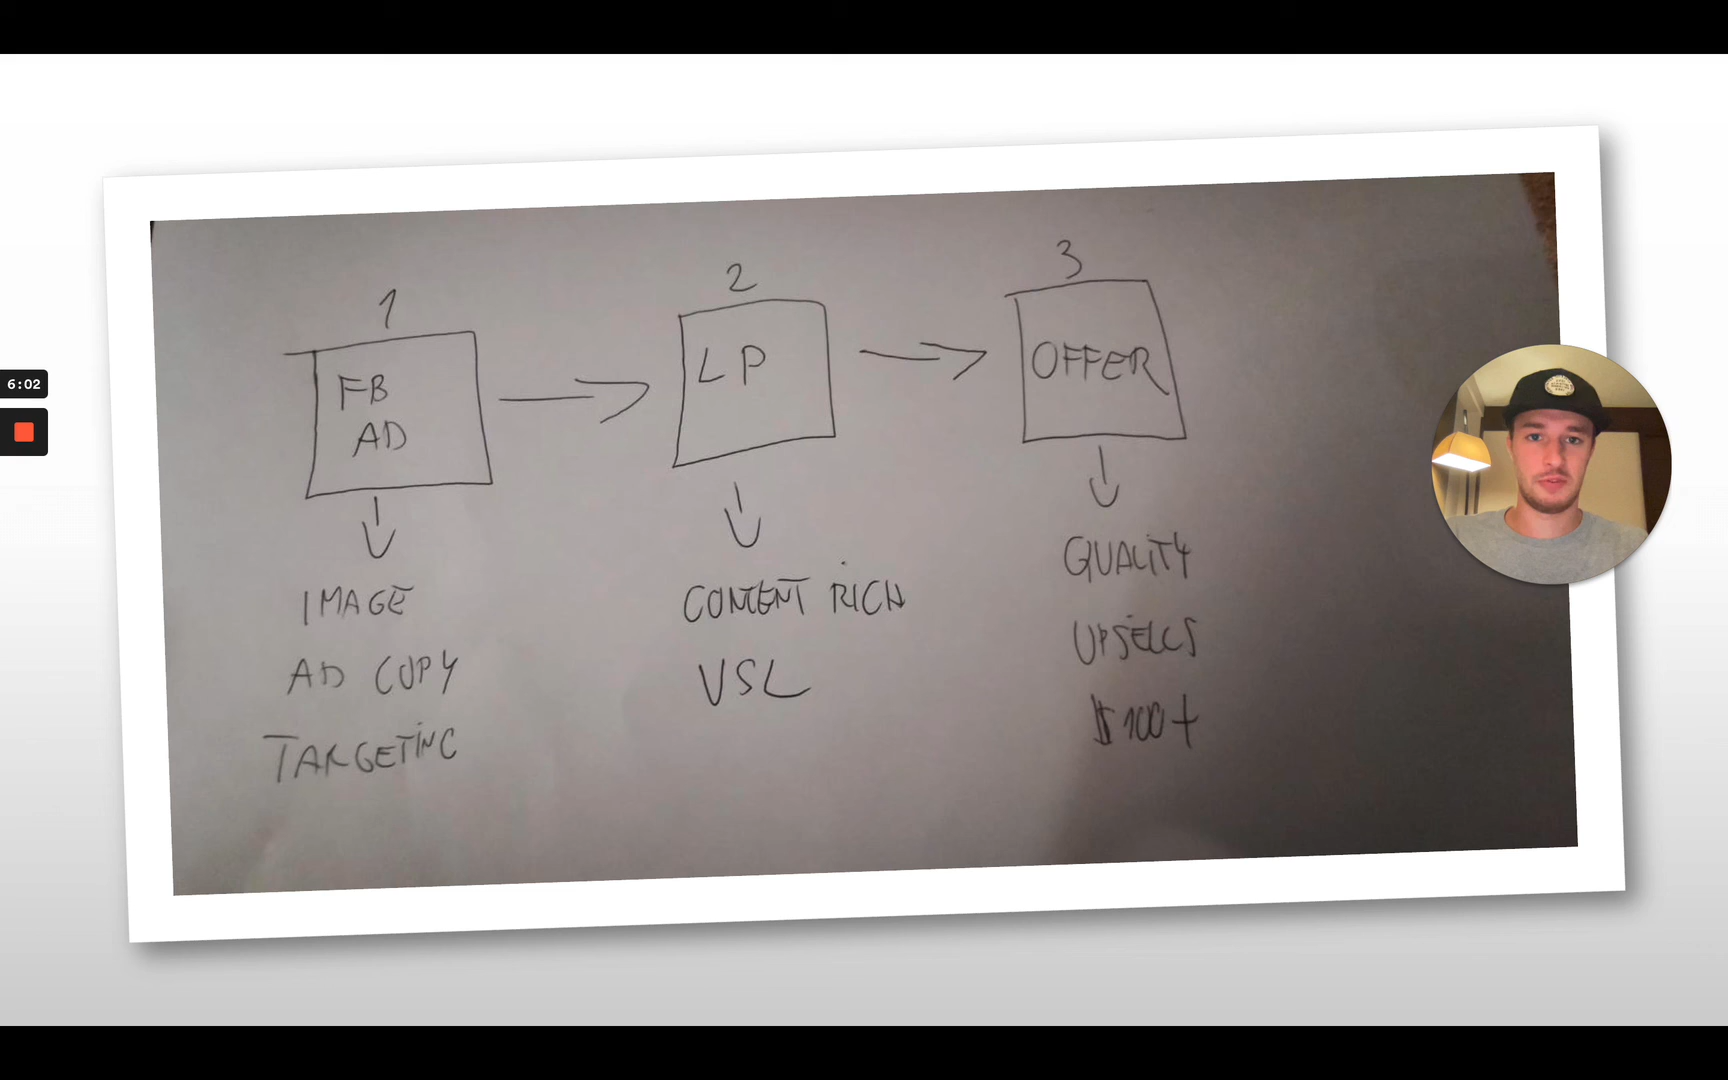 6:02
1
FB
AD
IMAGE
AD COPY
TARGETING
2
LP
CONTENT RICH
VSL
3
OFFER
QUALITY
UPSELLS
$100+